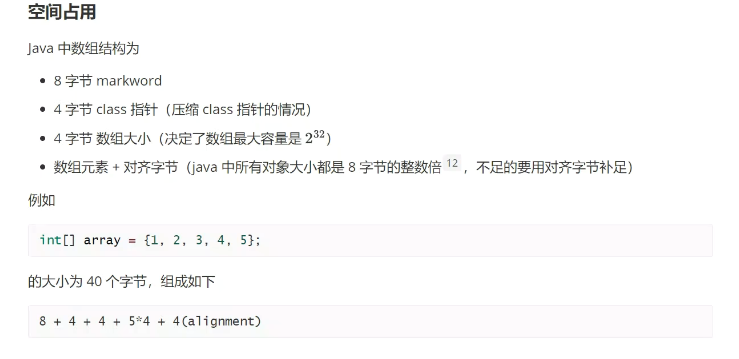 空间占用
Java 中数组结构为
• 8 字节 markword
• 4 字节 class 指针（压缩 class 指针的情况）
• 4 字节 数组大小（决定了数组最大容量是 2³²）
• 数组元素 + 对齐字节（java 中所有对象大小都是 8 字节的整数倍 12，不足的要用对齐字节补足）
例如
int[] array = {1, 2, 3, 4, 5};
的大小为 40 个字节，组成如下
8 + 4 + 4 + 5*4 + 4(alignment)